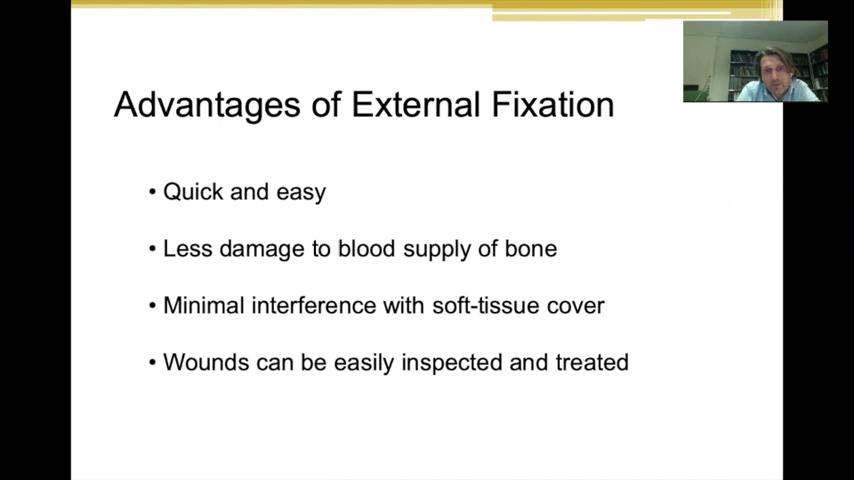 Advantages of External Fixation
• Quick and easy
• Less damage to blood supply of bone
• Minimal interference with soft-tissue cover
• Wounds can be easily inspected and treated